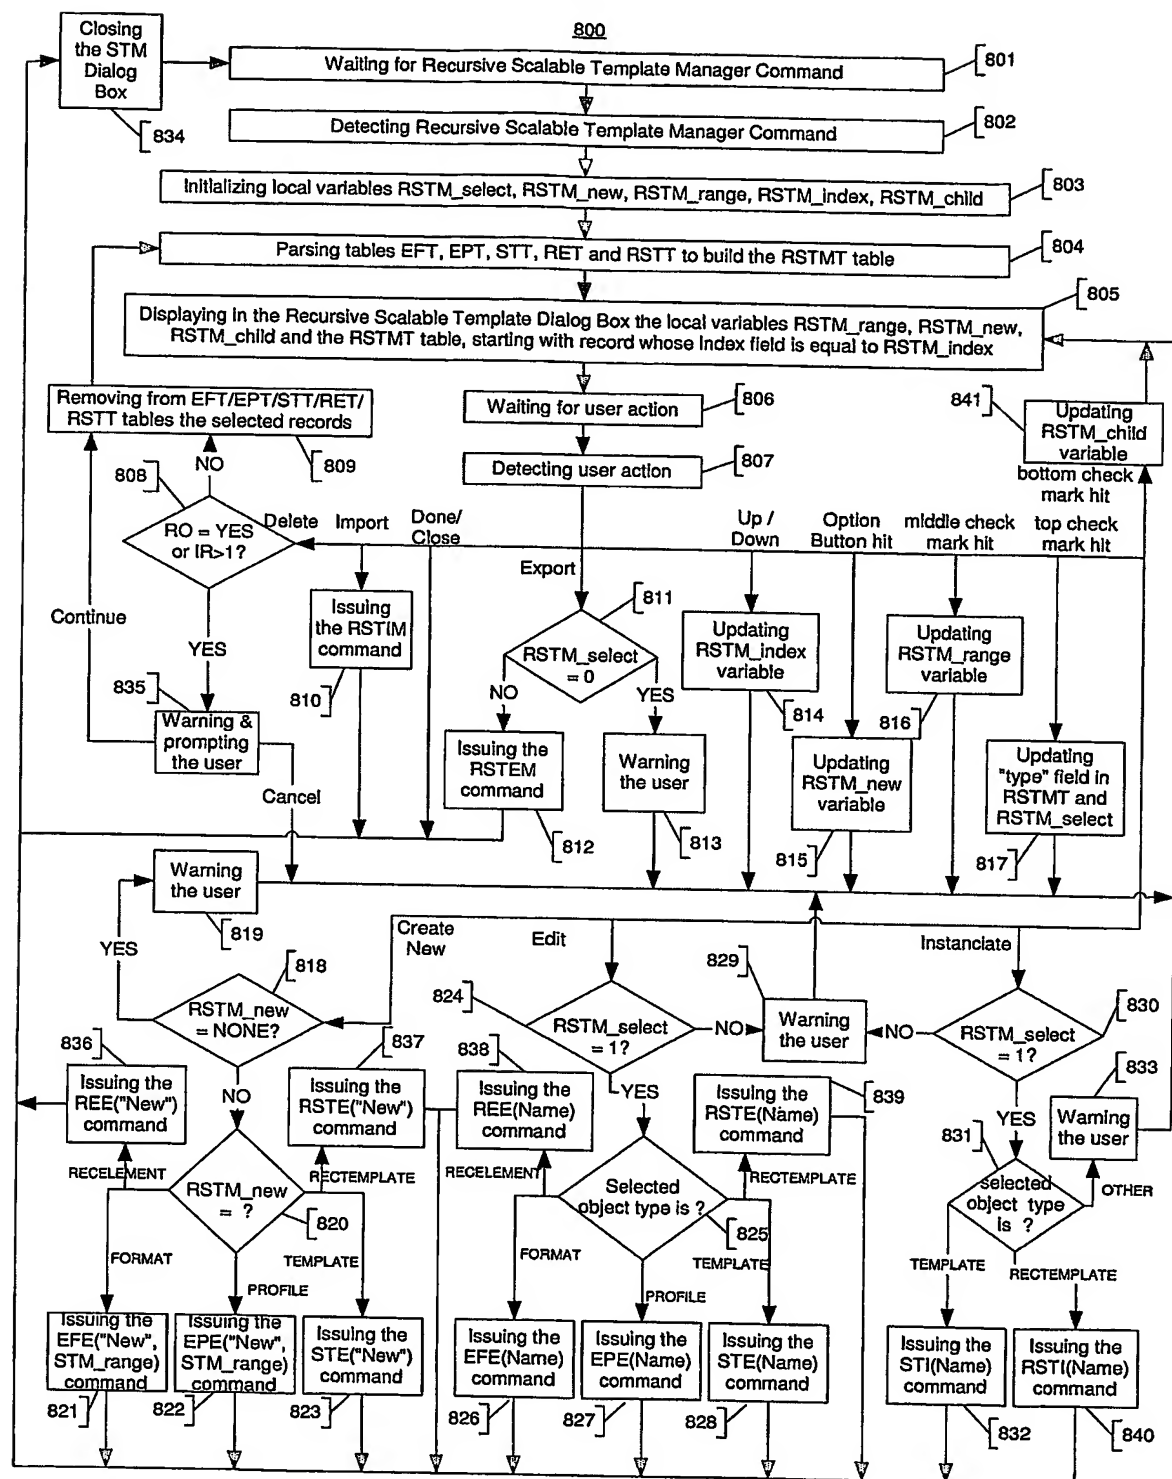 800
Closing
the STM
Dialog
Box
834
Waiting for Recursive Scalable Template Manager Command
801
Detecting Recursive Scalable Template Manager Command
802
Initializing local variables RSTM_select, RSTM_new, RSTM_range, RSTM_index, RSTM_child
803
Parsing tables EFT, EPT, STT, RET and RSTT to build the RSTMT table
804
805
Displaying in the Recursive Scalable Template Dialog Box the local variables RSTM_range, RSTM_new,
RSTM_child and the RSTMT table, starting with record whose Index field is equal to RSTM_index
Removing from EFT/EPT/STT/RET/
RSTT tables the selected records
809
Waiting for user action
806
Detecting user action
807
841
Updating
RSTM_child
variable
bottom check
mark hit
808
NO
RO = YES
or IR>1?
Delete
Import
Done/
Close
Export
Up /
Down
Option
Button hit
middle check
mark hit
top check
mark hit
Continue
YES
Issuing
the RSTIM
command
810
811
RSTM_select
= 0
NO
YES
Updating
RSTM_index
variable
814
Updating
RSTM_range
variable
816
835
Warning &
prompting
the user
Cancel
Issuing the
RSTEM
command
812
Warning
the user
813
Updating
RSTM_new
variable
815
Updating
"type" field in
RSTMT and
RSTM_select
817
Warning
the user
819
YES
Create
New
Edit
Instanciate
818
RSTM_new
= NONE?
NO
824
RSTM_select
= 1?
NO
829
Warning
the user
NO
RSTM_select
= 1?
830
836
Issuing the
REE("New")
command
837
Issuing the
RSTE("New")
command
838
Issuing the
REE(Name)
command
YES
Issuing the
RSTE(Name)
command
839
YES
833
Warning
the user
831
RECELEMENT
RSTM_new
= ?
RECTEMPLATE
820
RECELEMENT
Selected
object type is ?
RECTEMPLATE
825
selected
object type
is ?
OTHER
FORMAT
PROFILE
TEMPLATE
FORMAT
PROFILE
TEMPLATE
TEMPLATE
RECTEMPLATE
Issuing the
EFE("New",
STM_range)
command
821
Issuing the
EPE("New",
STM_range)
command
822
Issuing the
STE("New")
command
823
Issuing the
EFE(Name)
command
826
Issuing the
EPE(Name)
command
827
Issuing the
STE(Name)
command
828
Issuing the
STI(Name)
command
832
Issuing the
RSTI(Name)
command
840